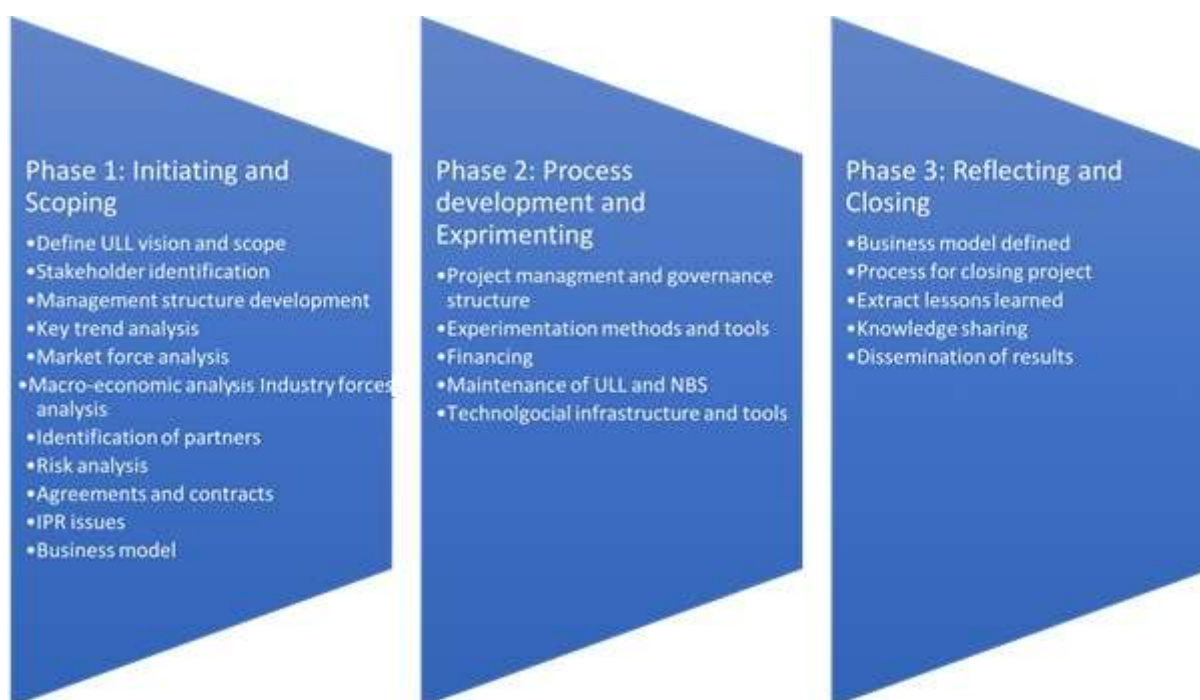 Phase 1: Initiating and
Scoping
•Define ULL vision and scope
•Stakeholder identification
•Management structure development
•Key trend analysis
•Market force analysis
•Macro-economic analysis Industry forces
analysis
•Identification of partners
•Risk analysis
•Agreements and contracts
•IPR issues
•Business model
Phase 2: Process
development and
Exprimenting
•Project managment and governance
structure
•Experimentation methods and tools
•Financing
•Maintenance of ULL and NBS
•Technolgocial infrastructure and tools
Phase 3: Reflecting and
Closing
•Business model defined
•Process for closing project
•Extract lessons learned
•Knowledge sharing
•Dissemination of results